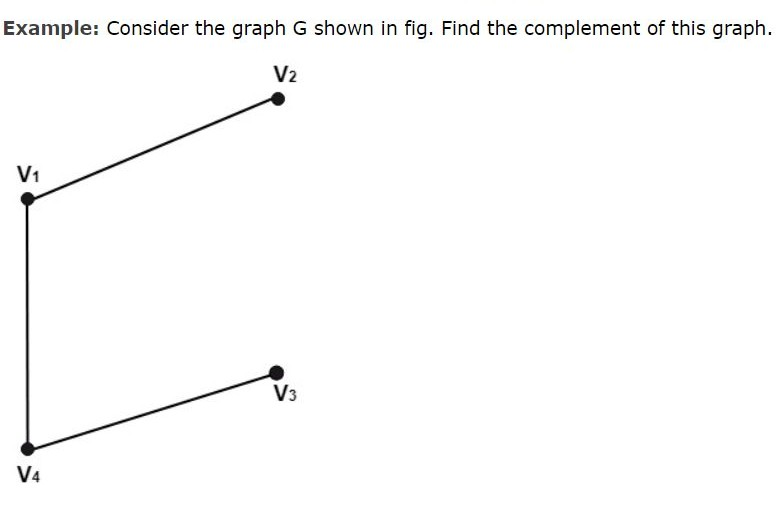 Example: Consider the graph G shown in fig. Find the complement of this graph.
V2
V1
V3
V4